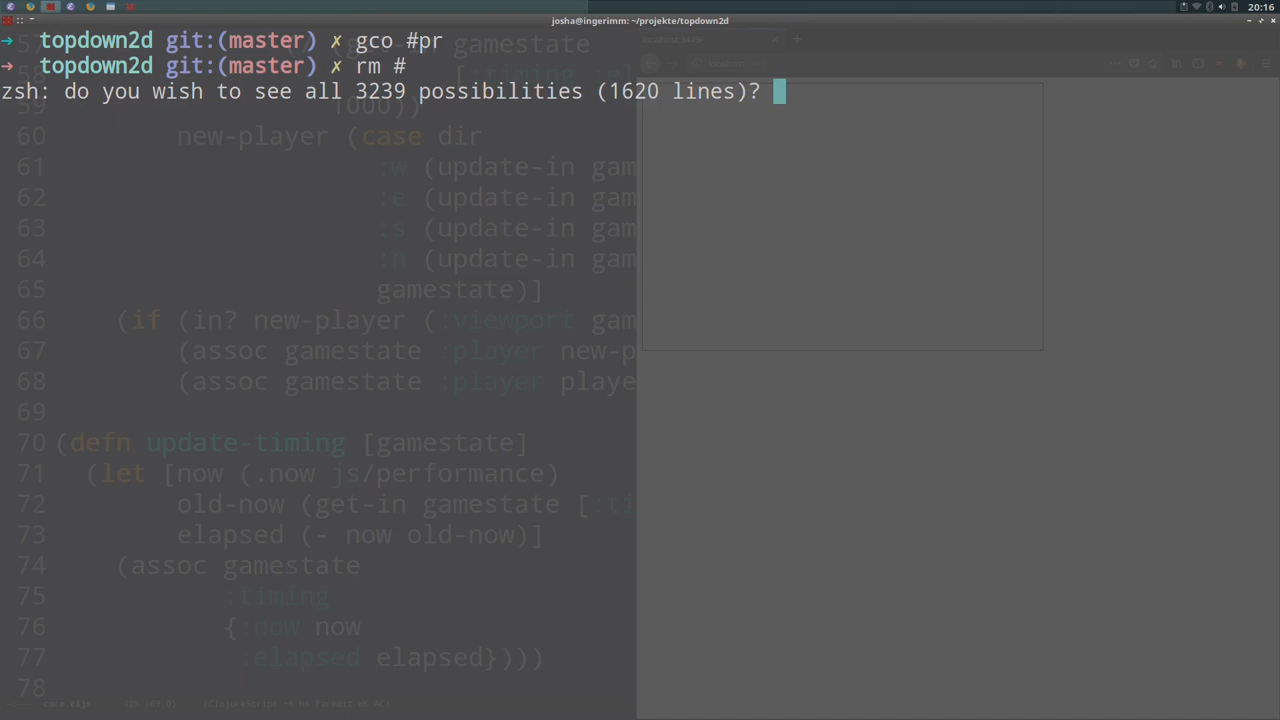 20:16
josha@ingerimm: ~/projekte/topdown2d
➜ topdown2d git:(master) ✗ gco #pr
➜ topdown2d git:(master) ✗ rm #
zsh: do you wish to see all 3239 possibilities (1620 lines)?
1000))
60 new-player (case dir
61 :w (update-in gam
62 :e (update-in gam
63 :s (update-in gam
64 :n (update-in gam
65 gamestate)]
66 (if (in? new-player (:viewport gam
67 (assoc gamestate :player new-p
68 (assoc gamestate :player playe
69
70 (defn update-timing [gamestate]
71 (let [now (.now js/performance)
72 old-now (get-in gamestate [:ti
73 elapsed (- now old-now)]
74 (assoc gamestate
75 :timing
76 {:now now
77 :elapsed elapsed})))
78
core.cljs